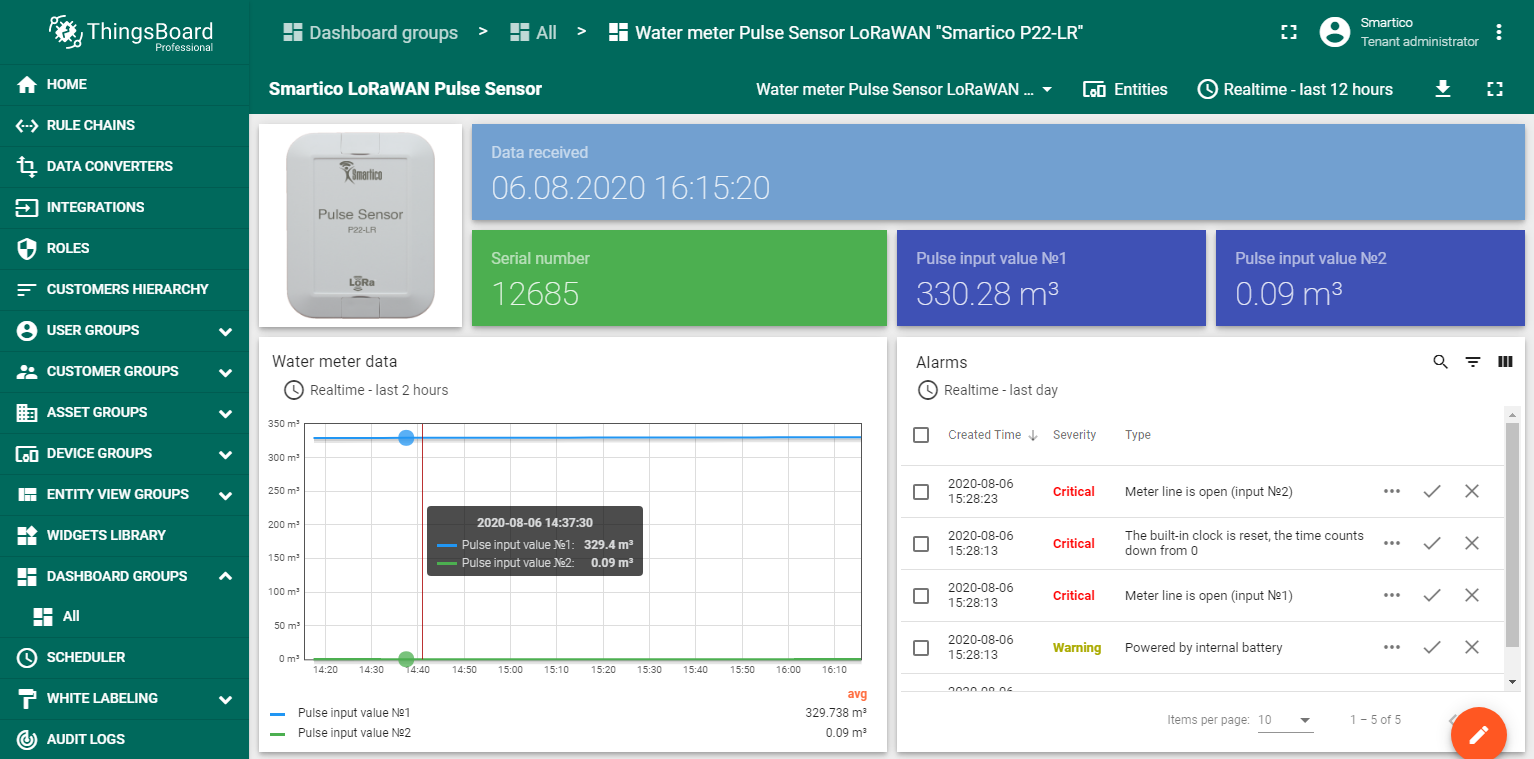 ThingsBoard
Professional
Dashboard groups > All > Water meter Pulse Sensor LoRaWAN "Smartico P22-LR"
Smartico
Tenant administrator
Smartico LoRaWAN Pulse Sensor
Water meter Pulse Sensor LoRaWAN ...
Entities
Realtime - last 12 hours
HOME
RULE CHAINS
DATA CONVERTERS
INTEGRATIONS
ROLES
CUSTOMERS HIERARCHY
USER GROUPS
CUSTOMER GROUPS
ASSET GROUPS
DEVICE GROUPS
ENTITY VIEW GROUPS
WIDGETS LIBRARY
DASHBOARD GROUPS
All
SCHEDULER
WHITE LABELING
AUDIT LOGS
Smartico
Pulse Sensor
P22-LR
LoRa
Data received
06.08.2020 16:15:20
Serial number
12685
Pulse input value №1
330.28 m³
Pulse input value №2
0.09 m³
Water meter data
Realtime - last 2 hours
350 m³
300 m³
250 m³
200 m³
150 m³
100 m³
50 m³
0 m³
14:20 14:30 14:40 14:50 15:00 15:10 15:20 15:30 15:40 15:50 16:00 16:10
2020-08-06 14:37:30
Pulse input value №1: 329.4 m³
Pulse input value №2: 0.09 m³
avg
Pulse input value №1 329.738 m³
Pulse input value №2 0.09 m³
Alarms
Realtime - last day
Created Time Severity Type
2020-08-06
15:28:23
Critical
Meter line is open (input №2)
2020-08-06
15:28:13
Critical
The built-in clock is reset, the time counts
down from 0
2020-08-06
15:28:13
Critical
Meter line is open (input №1)
2020-08-06
15:28:13
Warning
Powered by internal battery
Items per page: 10
1 – 5 of 5